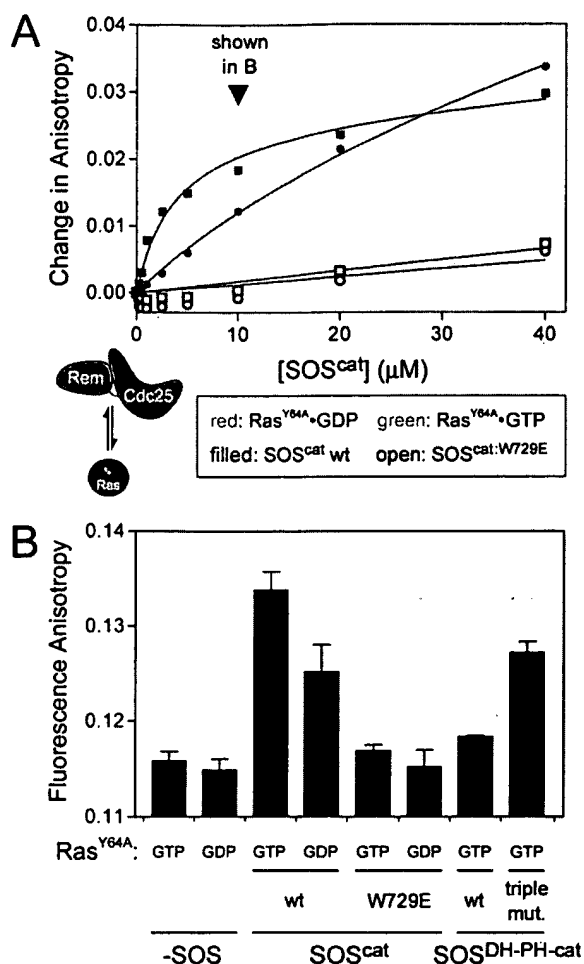 A
0.04
0.03
0.02
0.01
0.00
Change in Anisotropy
shown
in B
0
10
20
30
40
[SOS^cat] (μM)
Rem
Cdc25
Ras
red: Ras^Y64A•GDP green: Ras^Y64A•GTP
filled: SOS^cat wt open: SOS^cat:W729E
B
0.14
0.13
0.12
0.11
Fluorescence Anisotropy
Ras^Y64A: GTP GDP GTP GDP GTP GDP GTP GTP
wt W729E wt triple
mut.
-SOS SOS^cat SOS^DH-PH-cat